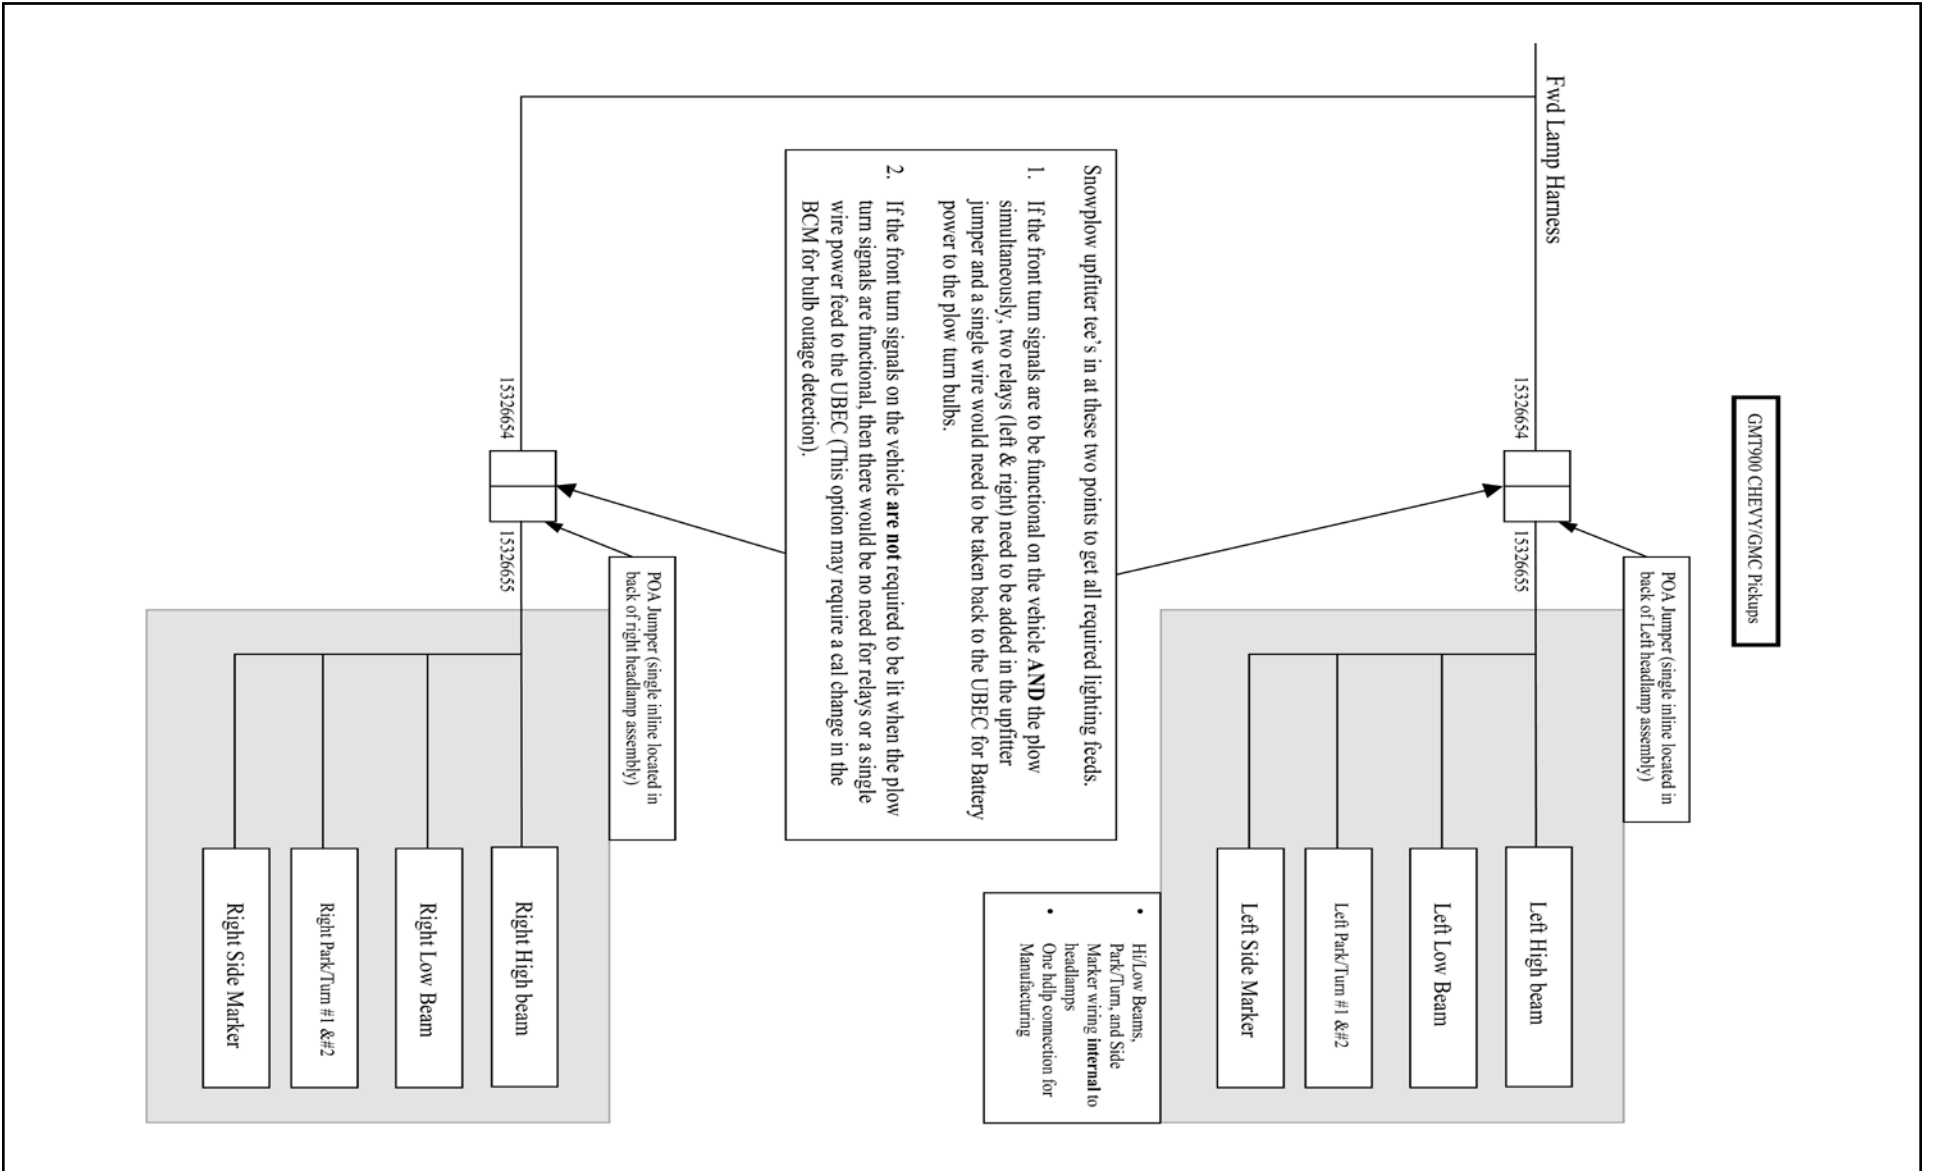 GMT900 CHEVY/GMC Pickups
Fwd Lamp Harness
15326654
15326655
POA Jumper (single inline located in
back of Left headlamp assembly)
Left High beam
Left Low Beam
Left Park/Turn #1 &#2
Left Side Marker
• Hi/Low Beams,
Park/Turn, and Side
Marker wiring internal to
headlamps
• One hdlp connection for
Manufacturing
Snowplow upfitter tee’s in at these two points to get all required lighting feeds.
1. If the front turn signals are to be functional on the vehicle AND the plow
simultaneously, two relays (left & right) need to be added in the upfitter
jumper and a single wire would need to be taken back to the UBEC for Battery
power to the plow turn bulbs.
2. If the front turn signals on the vehicle are not required to be lit when the plow
turn signals are functional, then there would be no need for relays or a single
wire power feed to the UBEC (This option may require a cal change in the
BCM for bulb outage detection).
15326654
15326655
POA Jumper (single inline located in
back of right headlamp assembly)
Right High beam
Right Low Beam
Right Park/Turn #1 &#2
Right Side Marker